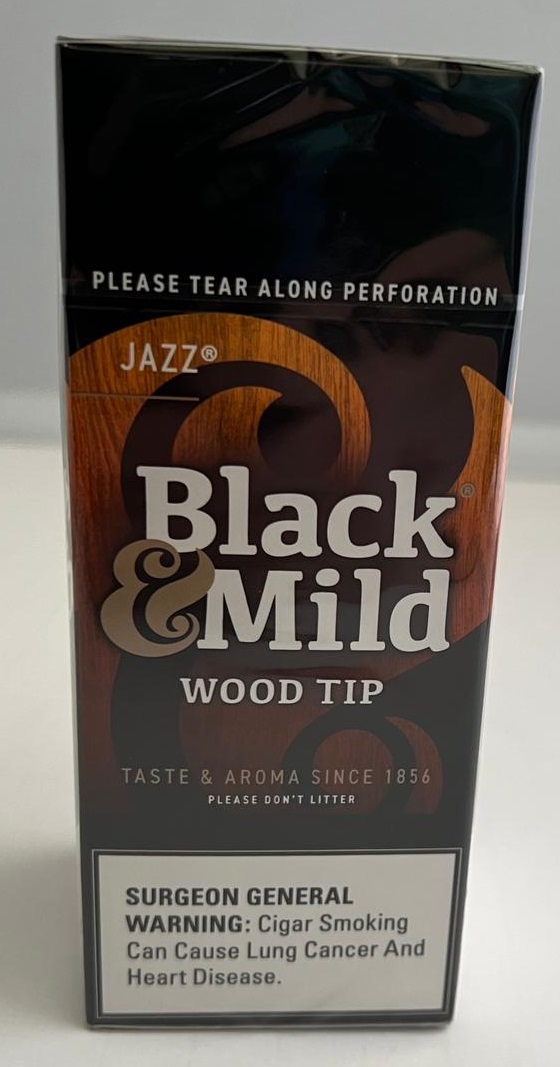 PLEASE TEAR ALONG PERFORATION
JAZZ®
Black®
&Mild
WOOD TIP
TASTE & AROMA SINCE 1856
PLEASE DON'T LITTER
SURGEON GENERAL
WARNING: Cigar Smoking
Can Cause Lung Cancer And
Heart Disease.